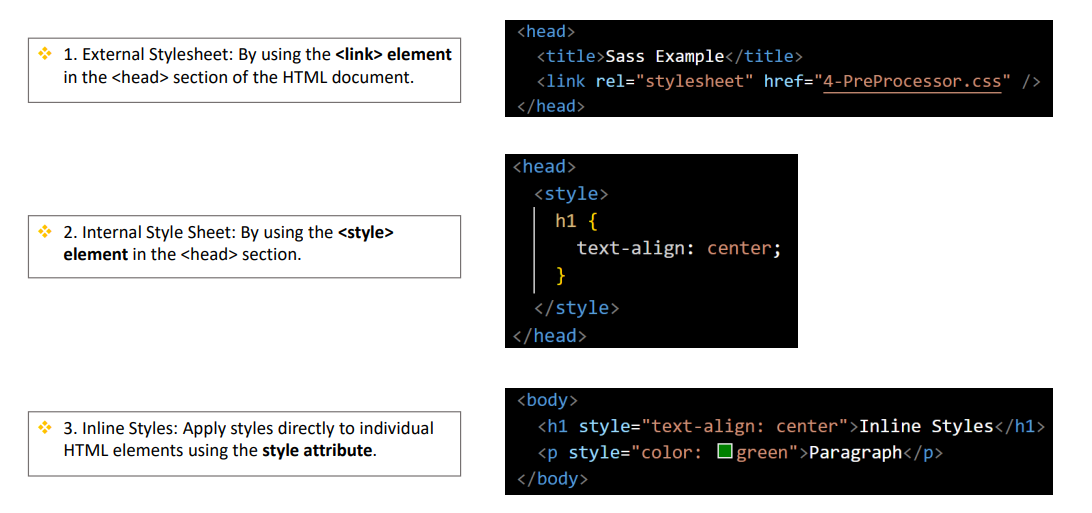 1. External Stylesheet: By using the <link> element
in the <head> section of the HTML document.
<head>
<title>Sass Example</title>
<link rel="stylesheet" href="4-PreProcessor.css" />
</head>
2. Internal Style Sheet: By using the <style>
element in the <head> section.
<head>
<style>
h1 {
text-align: center;
}
</style>
</head>
3. Inline Styles: Apply styles directly to individual
HTML elements using the style attribute.
<body>
<h1 style="text-align: center">Inline Styles</h1>
<p style="color: green">Paragraph</p>
</body>